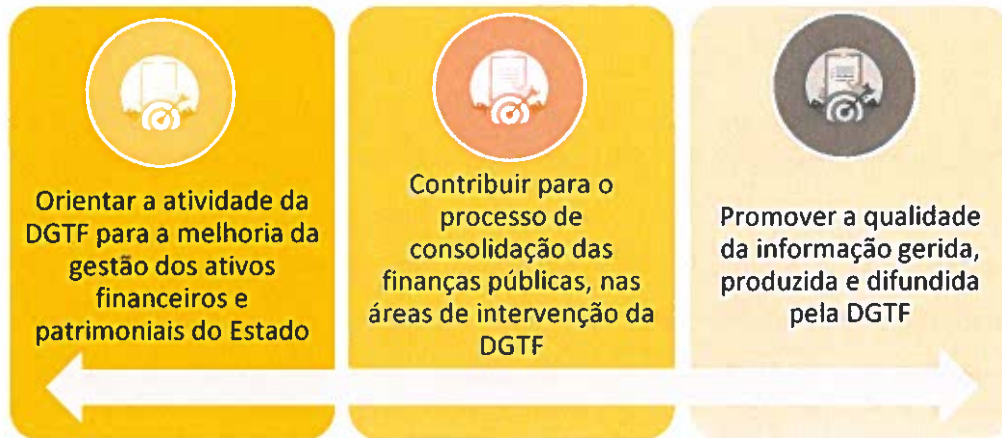 Orientar a atividade da
DGTF para a melhoria da
gestão dos ativos
financeiros e
patrimoniais do Estado
Contribuir para o
processo de
consolidação das
finanças públicas, nas
áreas de intervenção da
DGTF
Promover a qualidade
da informação gerida,
produzida e difundida
pela DGTF